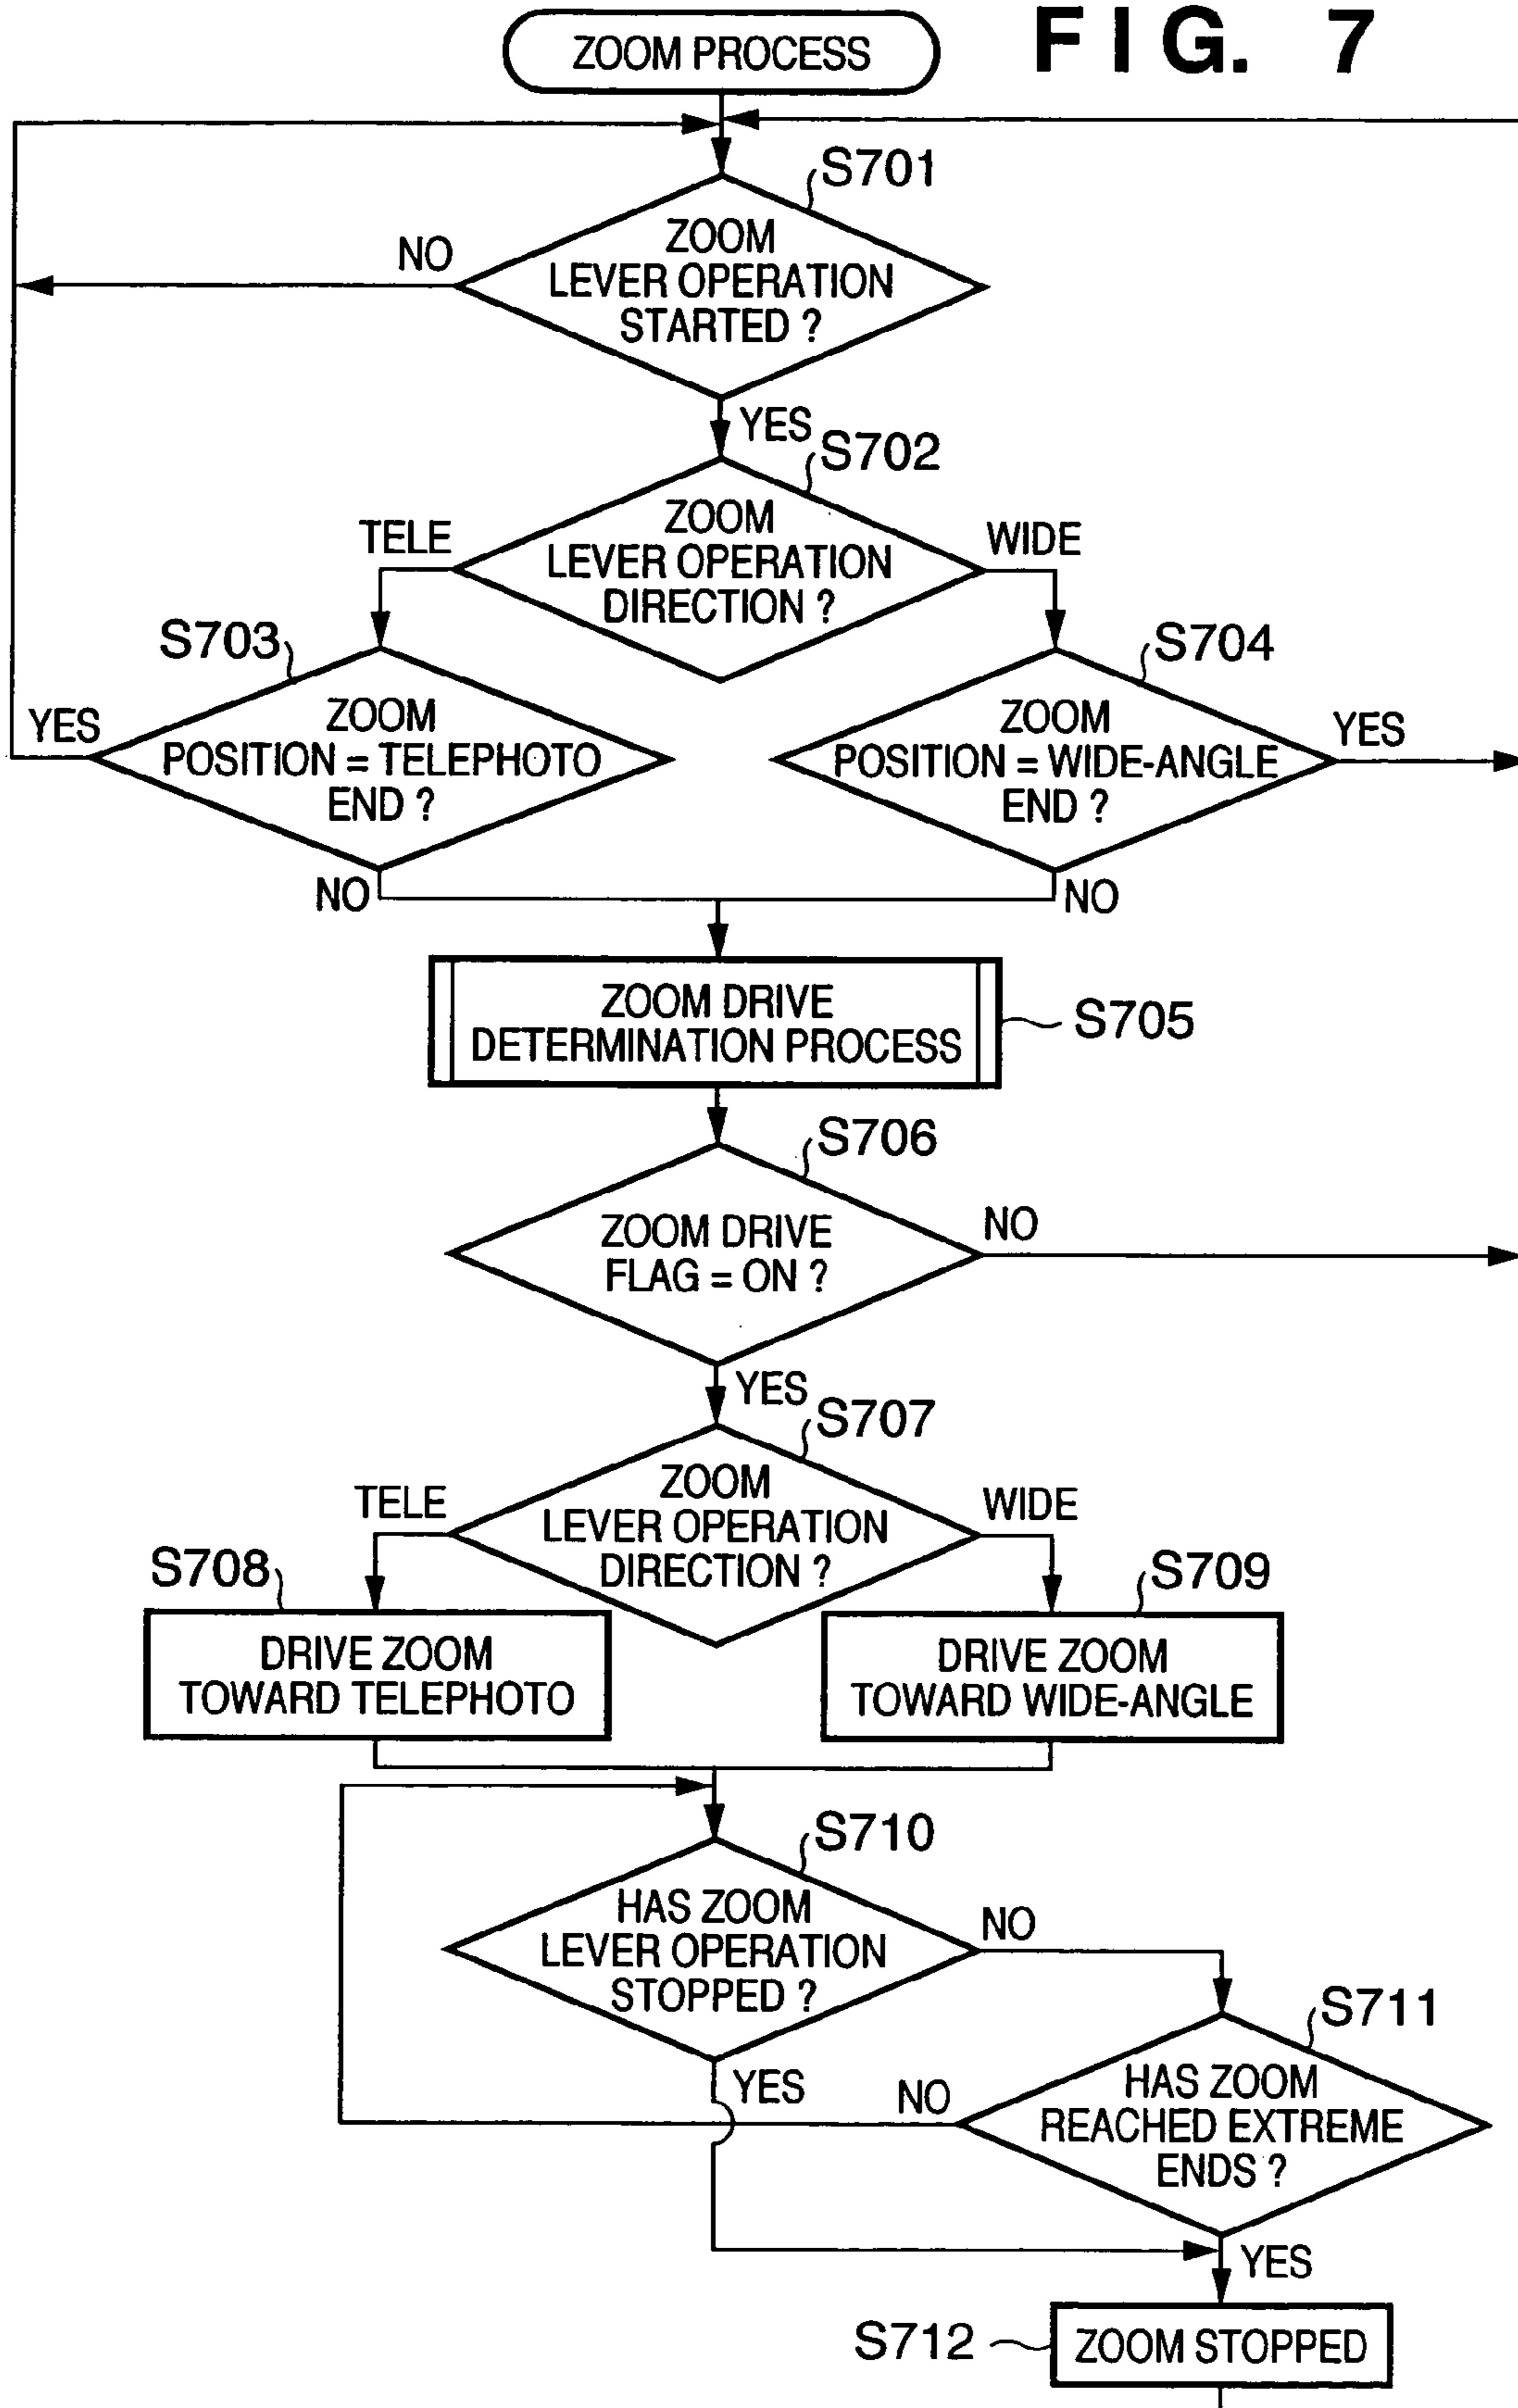 FIG. 7
ZOOM PROCESS
S701
ZOOM
LEVER OPERATION
STARTED ?
NO
YES
S702
ZOOM
LEVER OPERATION
DIRECTION ?
TELE
WIDE
S703
ZOOM
POSITION = TELEPHOTO
END ?
YES
NO
S704
ZOOM
POSITION = WIDE-ANGLE
END ?
YES
NO
ZOOM DRIVE
DETERMINATION PROCESS
S705
S706
ZOOM DRIVE
FLAG = ON ?
NO
YES
S707
ZOOM
LEVER OPERATION
DIRECTION ?
TELE
WIDE
S708
DRIVE ZOOM
TOWARD TELEPHOTO
S709
DRIVE ZOOM
TOWARD WIDE-ANGLE
S710
HAS ZOOM
LEVER OPERATION
STOPPED ?
NO
YES
S711
HAS ZOOM
REACHED EXTREME
ENDS ?
NO
YES
S712
ZOOM STOPPED